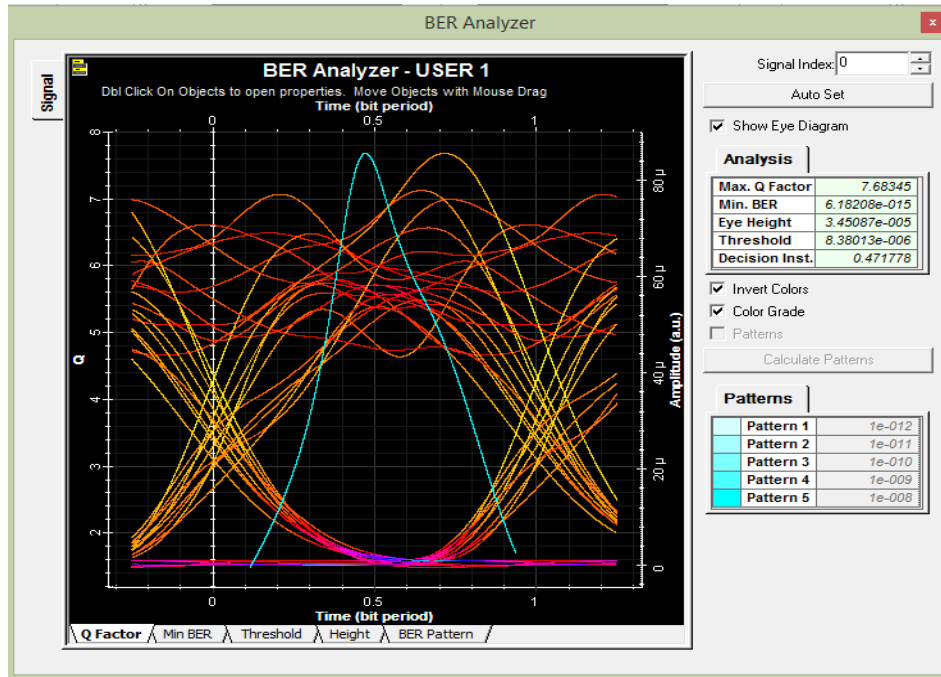 BER Analyzer
x
Signal
BER Analyzer - USER 1
Dbl Click On Objects to open properties. Move Objects with Mouse Drag
Time (bit period)
0 0.5 1
8
7
6
5
4
3
2
Q
80 µ
60 µ
40 µ
20 µ
0
Amplitude (a.u.)
0 0.5 1
Time (bit period)
Q Factor Min BER Threshold Height BER Pattern
Signal Index: 0
Auto Set
Show Eye Diagram
Analysis
Max. Q Factor 7.68345
Min. BER 6.18208e-015
Eye Height 3.45087e-005
Threshold 8.38013e-006
Decision Inst. 0.471778
Invert Colors
Color Grade
Patterns
Calculate Patterns
Patterns
Pattern 1 1e-012
Pattern 2 1e-011
Pattern 3 1e-010
Pattern 4 1e-009
Pattern 5 1e-008